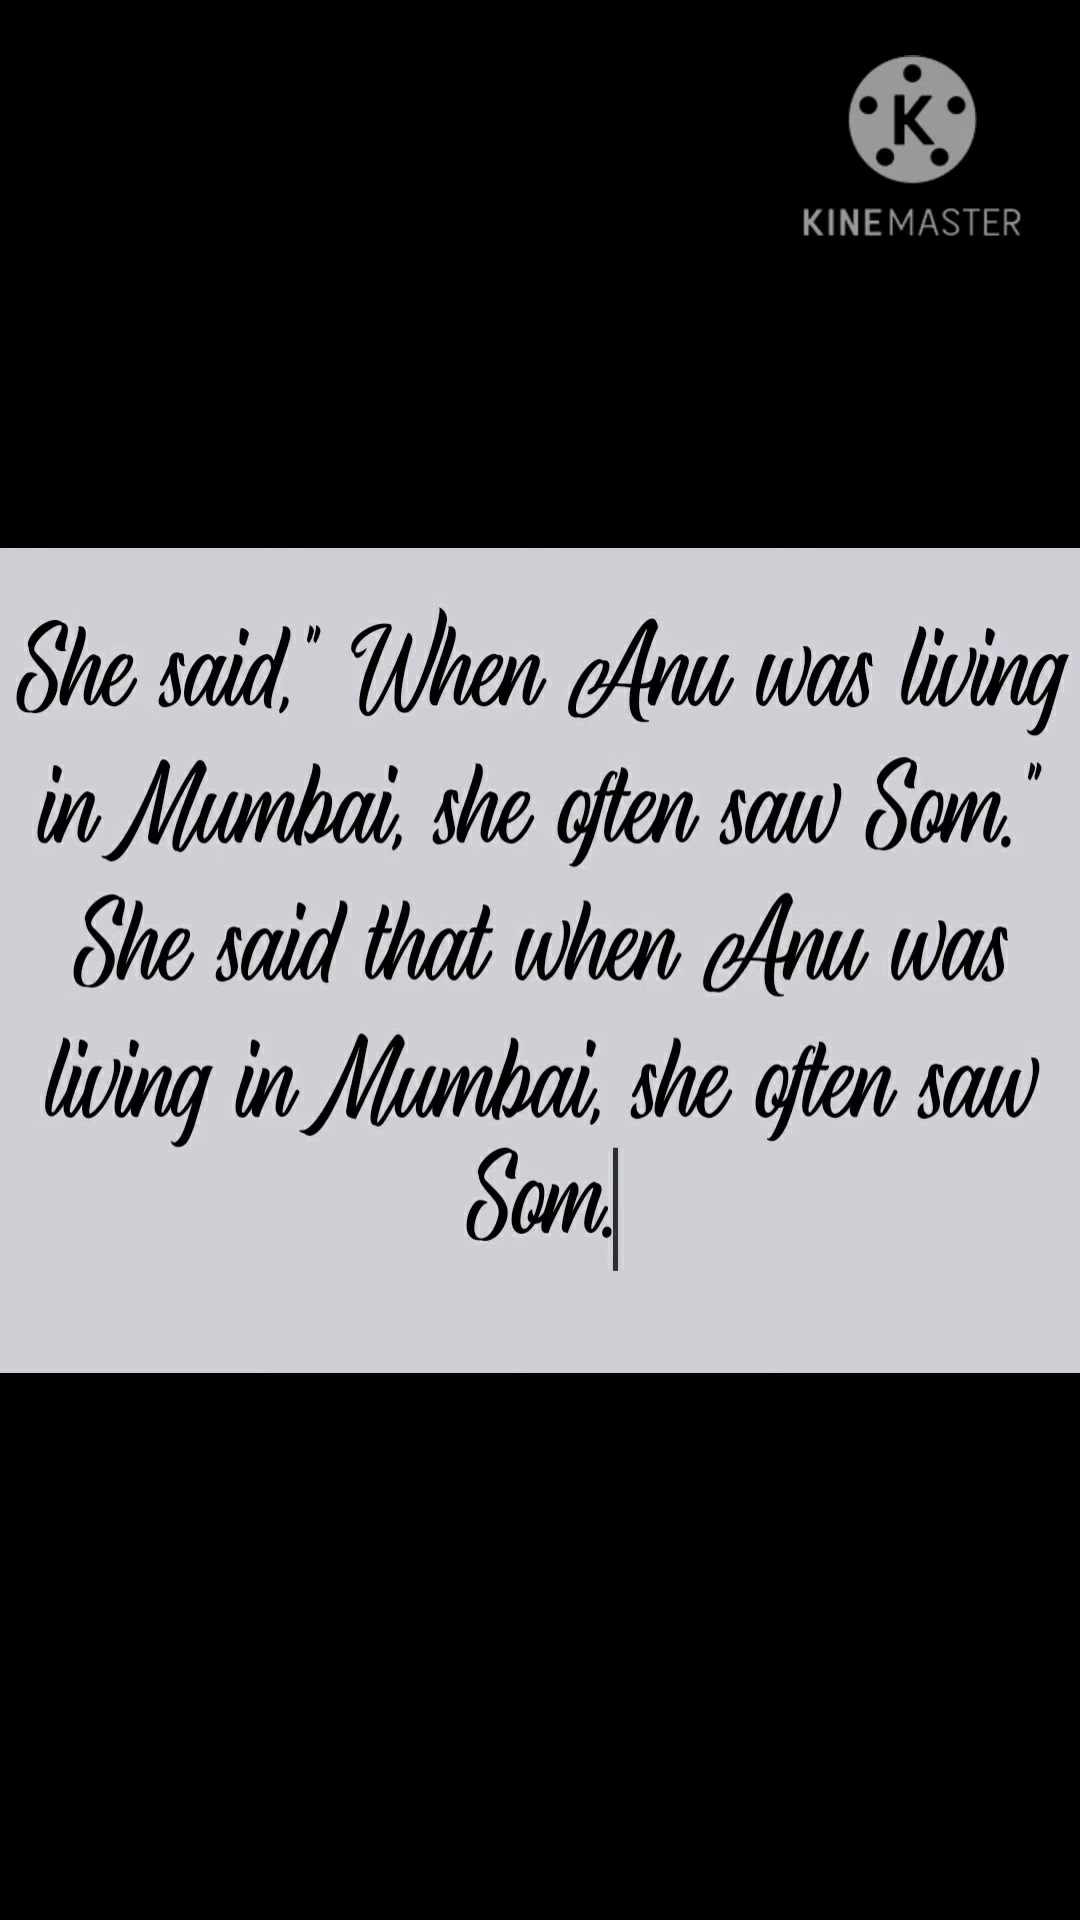 K
KINEMASTER
She said," When Anu was living
in Mumbai, she often saw Som."
She said that when Anu was
living in Mumbai, she often saw
Som.